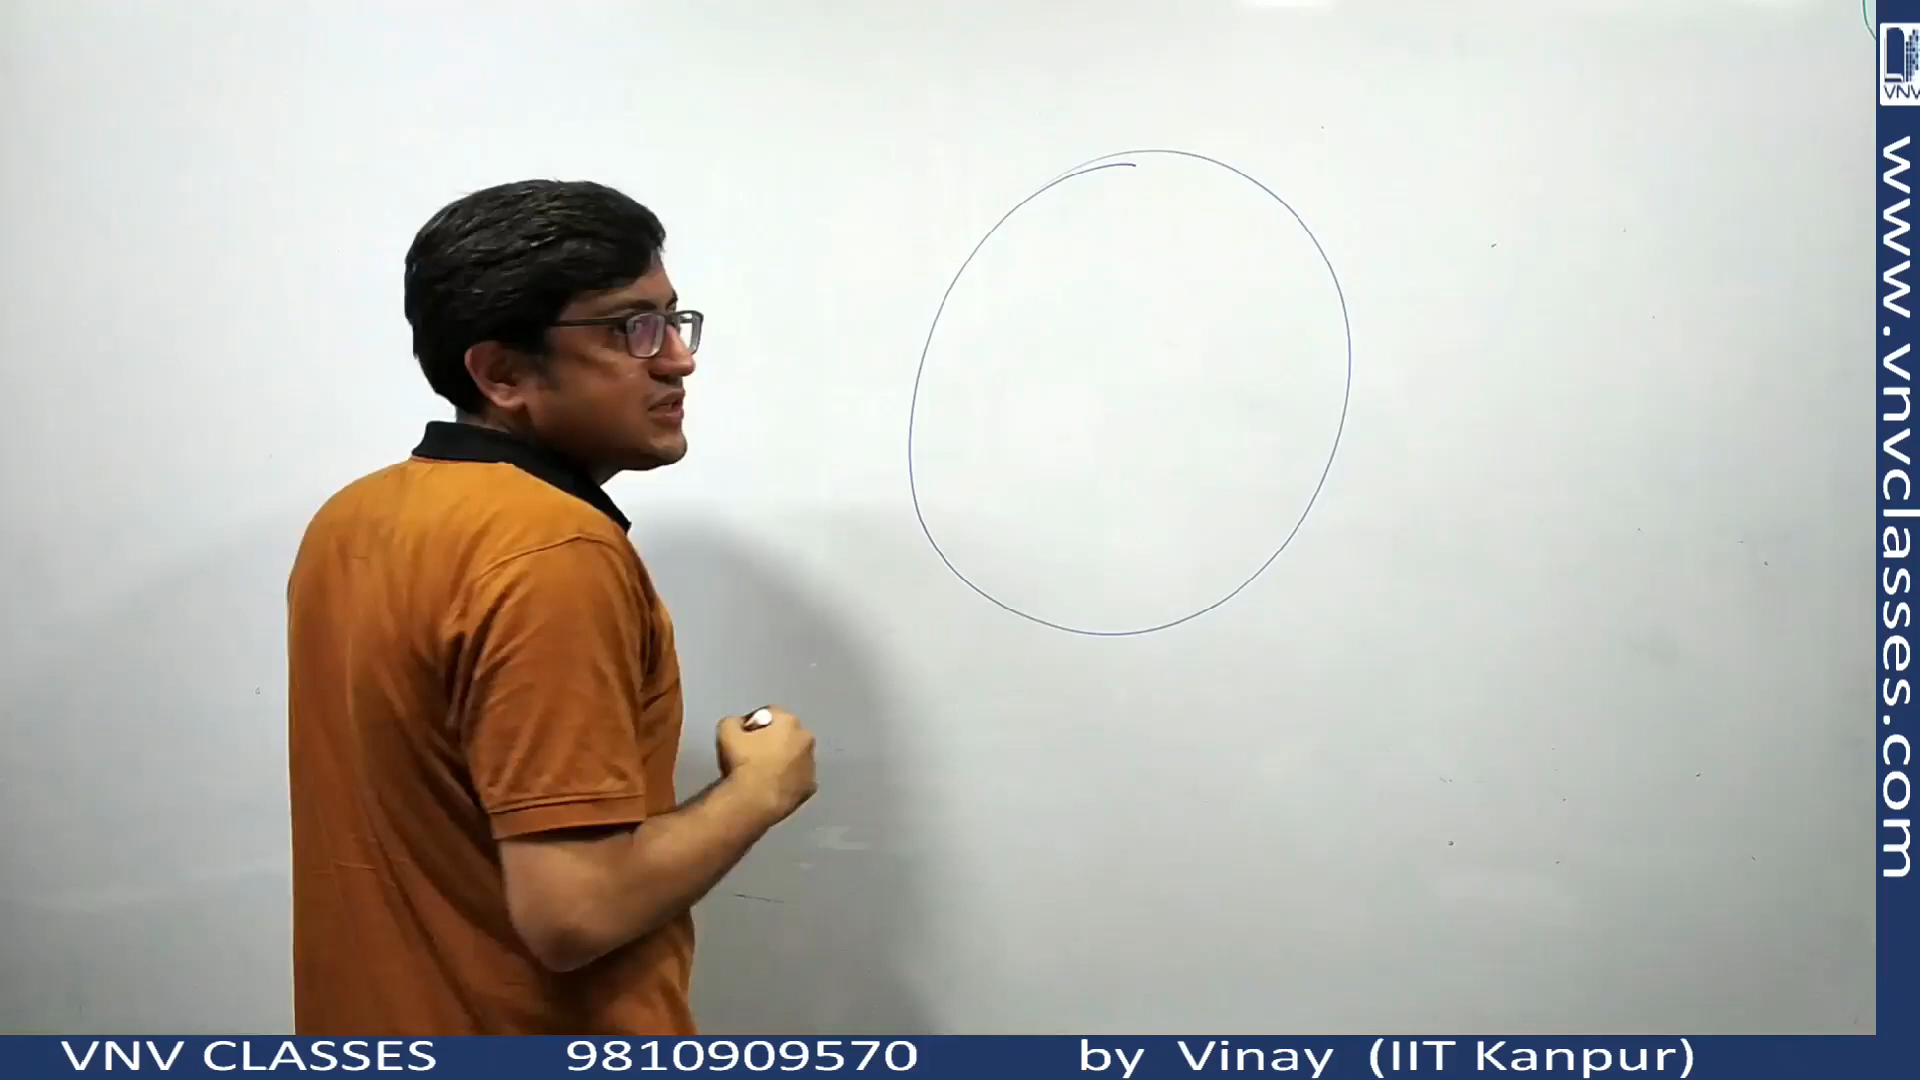 VNV
www.vnvclasses.com
VNV CLASSES 9810909570 by Vinay (IIT Kanpur)